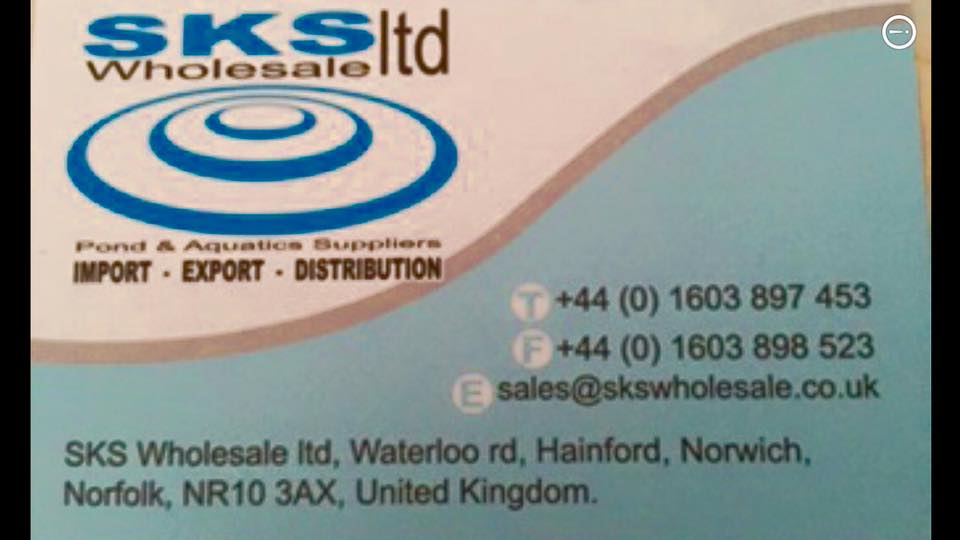 SKS ltd
Wholesale
Pond & Aquatics Suppliers
IMPORT - EXPORT - DISTRIBUTION
T +44 (0) 1603 897 453
F +44 (0) 1603 898 523
E sales@skswholesale.co.uk
SKS Wholesale ltd, Waterloo rd, Hainford, Norwich,
Norfolk, NR10 3AX, United Kingdom.